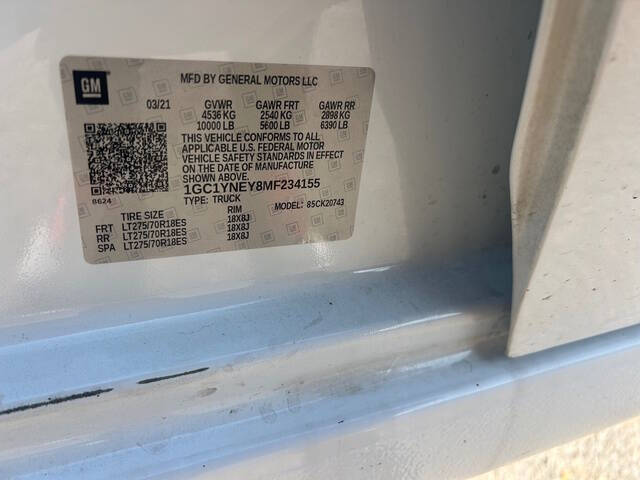 GM
MFD BY GENERAL MOTORS LLC
03/21 GVWR GAWR FRT GAWR RR
4536 KG 2540 KG 2898 KG
10000 LB 5600 LB 6390 LB
THIS VEHICLE CONFORMS TO ALL
APPLICABLE U.S. FEDERAL MOTOR
VEHICLE SAFETY STANDARDS IN EFFECT
ON THE DATE OF MANUFACTURE
SHOWN ABOVE.
1GC1YNEY8MF234155
8624
TYPE: TRUCK MODEL: 85CK20743
TIRE SIZE RIM
FRT LT275/70R18ES 18X8J
RR LT275/70R18ES 18X8J
SPA LT275/70R18ES 18X8J